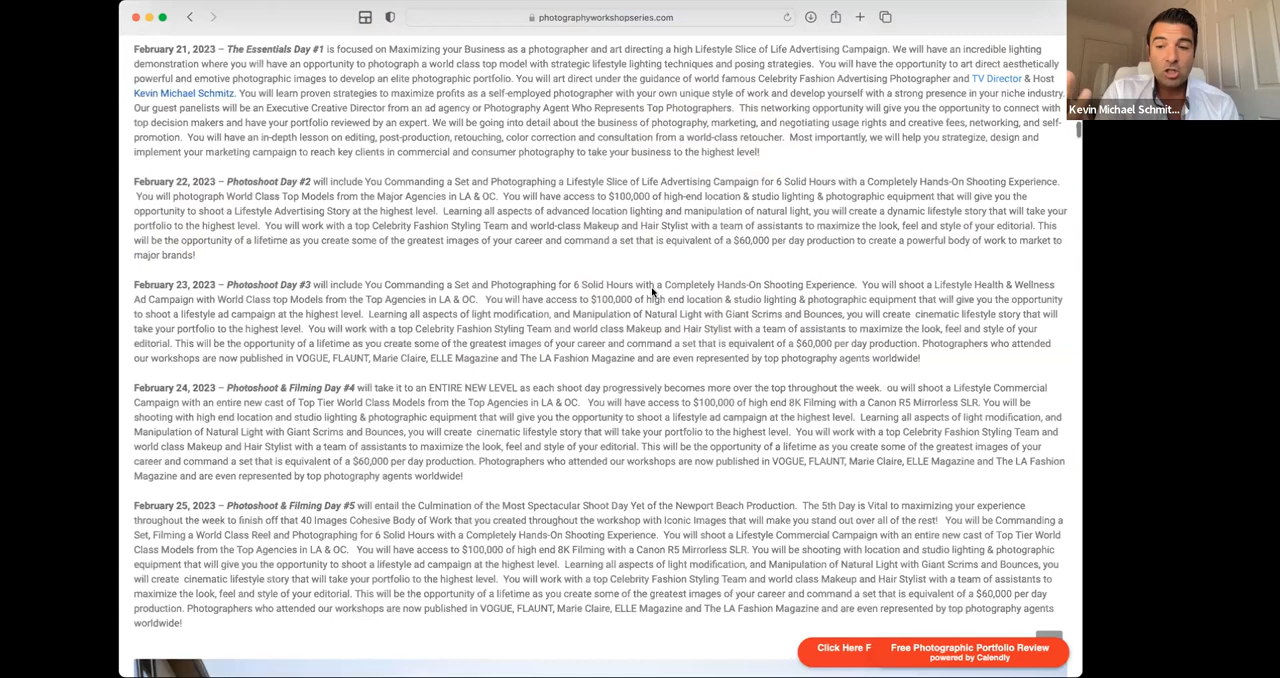 photographyworkshopseries.com
February 21, 2023 – The Essentials Day #1 is focused on Maximizing your Business as a photographer and art directing a high Lifestyle Slice of Life Advertising Campaign. We will have an incredible lighting
demonstration where you will have an opportunity to photograph a world class top model with strategic lifestyle lighting techniques and posing strategies. You will have the opportunity to art direct aesthetically
powerful and emotive photographic images to develop an elite photographic portfolio. You will art direct under the guidance of world famous Celebrity Fashion Advertising Photographer and TV Director & Host
Kevin Michael Schmitz. You will learn proven strategies to maximize profits as a self-employed photographer with your own unique style of work and develop yourself with a strong presence in your niche industry.
Our guest panelists will be an Executive Creative Director from an ad agency or Photography Agent Who Represents Top Photographers. This networking opportunity will give you the opportunity to connect with
top decision makers and have your portfolio reviewed by an expert. We will be going into detail about the business of photography, marketing, and negotiating usage rights and creative fees, networking, and self-
promotion. You will have an in-depth lesson on editing, post-production, retouching, color correction and consultation from a world-class retoucher. Most importantly, we will help you strategize, design and
implement your marketing campaign to reach key clients in commercial and consumer photography to take your business to the highest level!
February 22, 2023 – Photoshoot Day #2 will include You Commanding a Set and Photographing a Lifestyle Slice of Life Advertising Campaign for 6 Solid Hours with a Completely Hands-On Shooting Experience.
You will photograph World Class Top Models from the Major Agencies in LA & OC. You will have access to $100,000 of high-end location & studio lighting & photographic equipment that will give you the
opportunity to shoot a Lifestyle Advertising Story at the highest level. Learning all aspects of advanced location lighting and manipulation of natural light, you will create a dynamic lifestyle story that will take your
portfolio to the highest level. You will work with a top Celebrity Fashion Styling Team and world-class Makeup and Hair Stylist with a team of assistants to maximize the look, feel and style of your editorial. This
will be the opportunity of a lifetime as you create some of the greatest images of your career and command a set that is equivalent of a $60,000 per day production to create a powerful body of work to market to
major brands!
February 23, 2023 – Photoshoot Day #3 will include You Commanding a Set and Photographing for 6 Solid Hours with a Completely Hands-On Shooting Experience. You will shoot a Lifestyle Health & Wellness
Ad Campaign with World Class top Models from the Top Agencies in LA & OC. You will have access to $100,000 of high end location & studio lighting & photographic equipment that will give you the opportunity
to shoot a lifestyle ad campaign at the highest level. Learning all aspects of light modification, and Manipulation of Natural Light with Giant Scrims and Bounces, you will create cinematic lifestyle story that will
take your portfolio to the highest level. You will work with a top Celebrity Fashion Styling Team and world class Makeup and Hair Stylist with a team of assistants to maximize the look, feel and style of your
editorial. This will be the opportunity of a lifetime as you create some of the greatest images of your career and command a set that is equivalent of a $60,000 per day production. Photographers who attended
our workshops are now published in VOGUE, FLAUNT, Marie Claire, ELLE Magazine and The LA Fashion Magazine and are even represented by top photography agents worldwide!
February 24, 2023 – Photoshoot & Filming Day #4 will take it to an ENTIRE NEW LEVEL as each shoot day progressively becomes more over the top throughout the week. ou will shoot a Lifestyle Commercial
Campaign with an entire new cast of Top Tier World Class Models from the Top Agencies in LA & OC. You will have access to $100,000 of high end 8K Filming with a Canon R5 Mirrorless SLR. You will be
shooting with high end location and studio lighting & photographic equipment that will give you the opportunity to shoot a lifestyle ad campaign at the highest level. Learning all aspects of light modification, and
Manipulation of Natural Light with Giant Scrims and Bounces, you will create cinematic lifestyle story that will take your portfolio to the highest level. You will work with a top Celebrity Fashion Styling Team and
world class Makeup and Hair Stylist with a team of assistants to maximize the look, feel and style of your editorial. This will be the opportunity of a lifetime as you create some of the greatest images of your
career and command a set that is equivalent of a $60,000 per day production. Photographers who attended our workshops are now published in VOGUE, FLAUNT, Marie Claire, ELLE Magazine and The LA Fashion
Magazine and are even represented by top photography agents worldwide!
February 25, 2023 – Photoshoot & Filming Day #5 will entail the Culmination of the Most Spectacular Shoot Day Yet of the Newport Beach Production. The 5th Day is Vital to maximizing your experience
throughout the week to finish off that 40 Images Cohesive Body of Work that you created throughout the workshop with Iconic Images that will make you stand out over all of the rest! You will be Commanding a
Set, Filming a World Class Reel and Photographing for 6 Solid Hours with a Completely Hands-On Shooting Experience. You will shoot a Lifestyle Commercial Campaign with an entire new cast of Top Tier World
Class Models from the Top Agencies in LA & OC. You will have access to $100,000 of high end 8K Filming with a Canon R5 Mirrorless SLR. You will be shooting with location and studio lighting & photographic
equipment that will give you the opportunity to shoot a lifestyle ad campaign at the highest level. Learning all aspects of light modification, and Manipulation of Natural Light with Giant Scrims and Bounces, you
will create cinematic lifestyle story that will take your portfolio to the highest level. You will work with a top Celebrity Fashion Styling Team and world class Makeup and Hair Stylist with a team of assistants to
maximize the look, feel and style of your editorial. This will be the opportunity of a lifetime as you create some of the greatest images of your career and command a set that is equivalent of a $60,000 per day
production. Photographers who attended our workshops are now published in VOGUE, FLAUNT, Marie Claire, ELLE Magazine and The LA Fashion Magazine and are even represented by top photography agents
worldwide!
Click Here F
Free Photographic Portfolio Review
powered by Calendly
Kevin Michael Schmit...